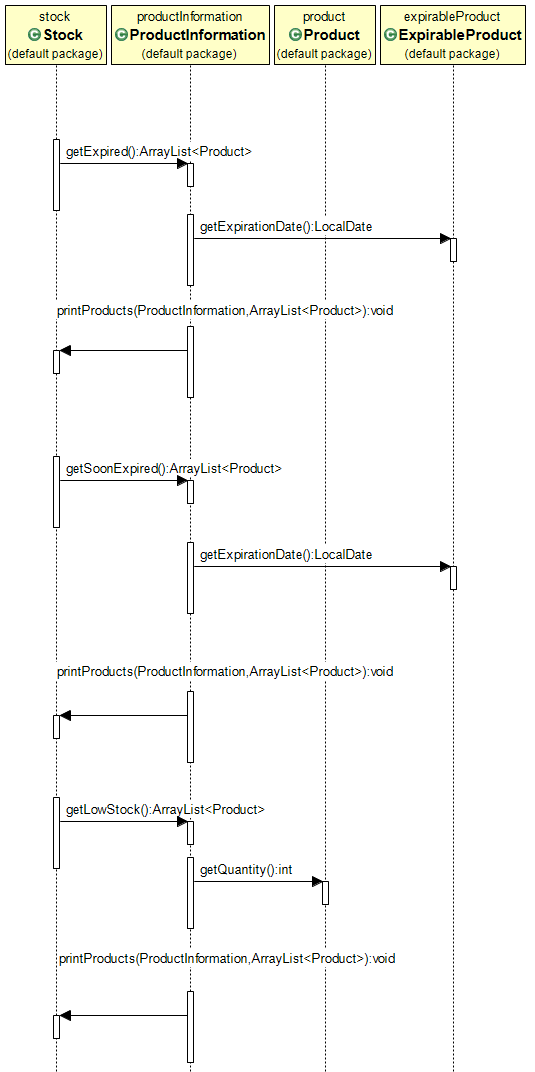 stock
C Stock
(default package)
productInformation
C ProductInformation
(default package)
product
C Product
(default package)
expirableProduct
C ExpirableProduct
(default package)
getExpired():ArrayList<Product>
getExpirationDate():LocalDate
printProducts(ProductInformation,ArrayList<Product>):void
getSoonExpired():ArrayList<Product>
getExpirationDate():LocalDate
printProducts(ProductInformation,ArrayList<Product>):void
getLowStock():ArrayList<Product>
getQuantity():int
printProducts(ProductInformation,ArrayList<Product>):void